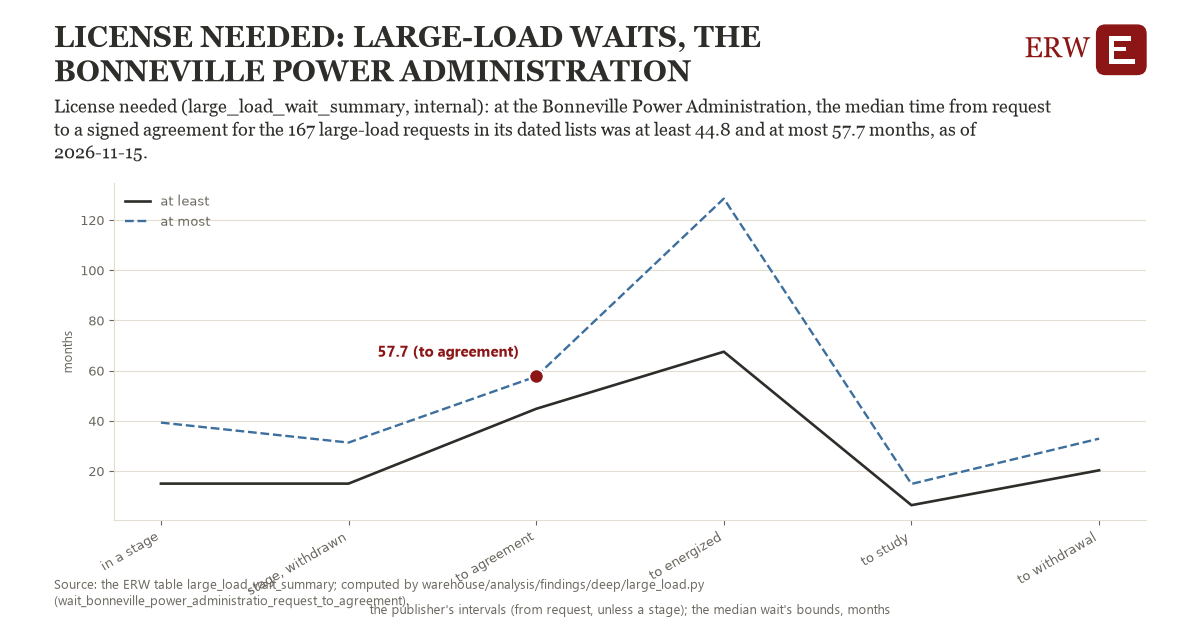 LICENSE NEEDED: LARGE-LOAD WAITS, THE
BONNEVILLE POWER ADMINISTRATION
ERW E
License needed (large_load_wait_summary, internal): at the Bonneville Power Administration, the median time from request
to a signed agreement for the 167 large-load requests in its dated lists was at least 44.8 and at most 57.7 months, as of
2026-11-15.
at least
at most
120
100
80
60
40
20
months
57.7 (to agreement)
in a stage
stage, withdrawn
to agreement
to energized
to study
to withdrawal
Source: the ERW table large_load_wait_summary; computed by warehouse/analysis/findings/deep/large_load.py
(wait_bonneville_power_administratio_request_to_agreement).
the publisher's intervals (from request, unless a stage); the median wait's bounds, months